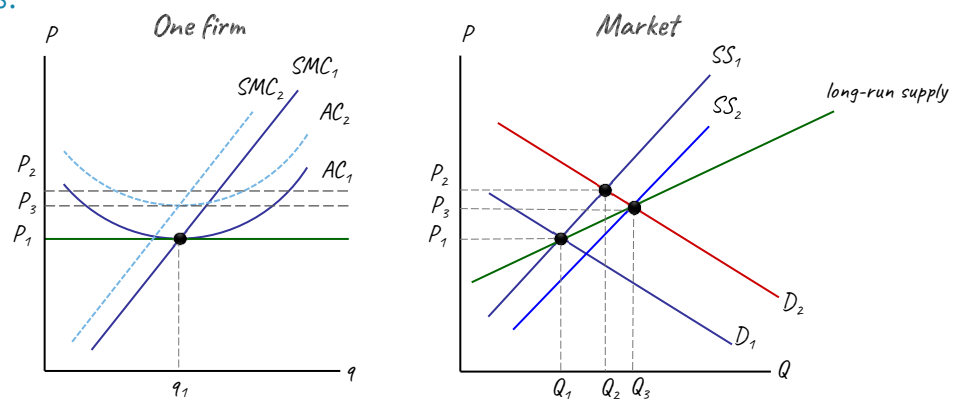 One firm
P
SMC₂
SMC₁
AC₂
AC₁
P₂
P₃
P₁
q₁
q
Market
P
SS₁
SS₂
long-run supply
P₂
P₃
P₁
D₂
D₁
Q₁
Q₂
Q₃
Q